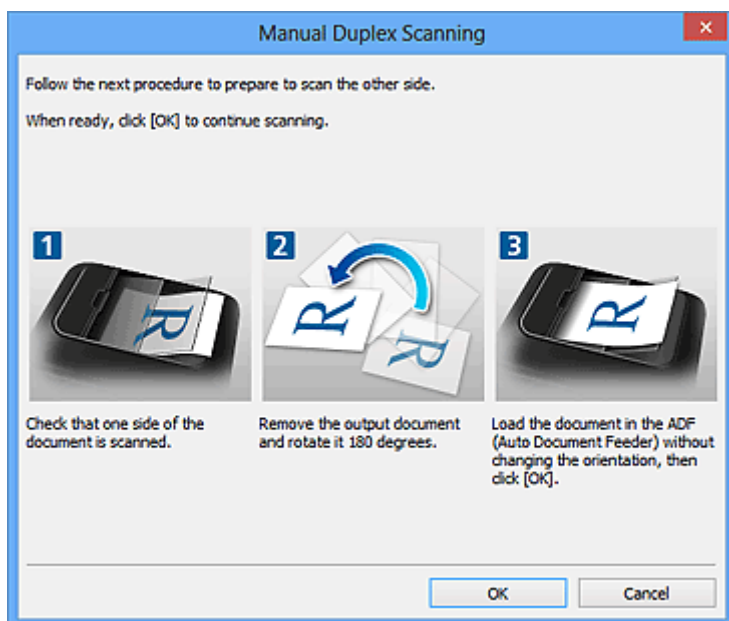 Manual Duplex Scanning
Follow the next procedure to prepare to scan the other side.
When ready, click [OK] to continue scanning.
1
R
Check that one side of the
document is scanned.
2
R
R
Remove the output document
and rotate it 180 degrees.
3
R
Load the document in the ADF
(Auto Document Feeder) without
changing the orientation, then
click [OK].
OK
Cancel